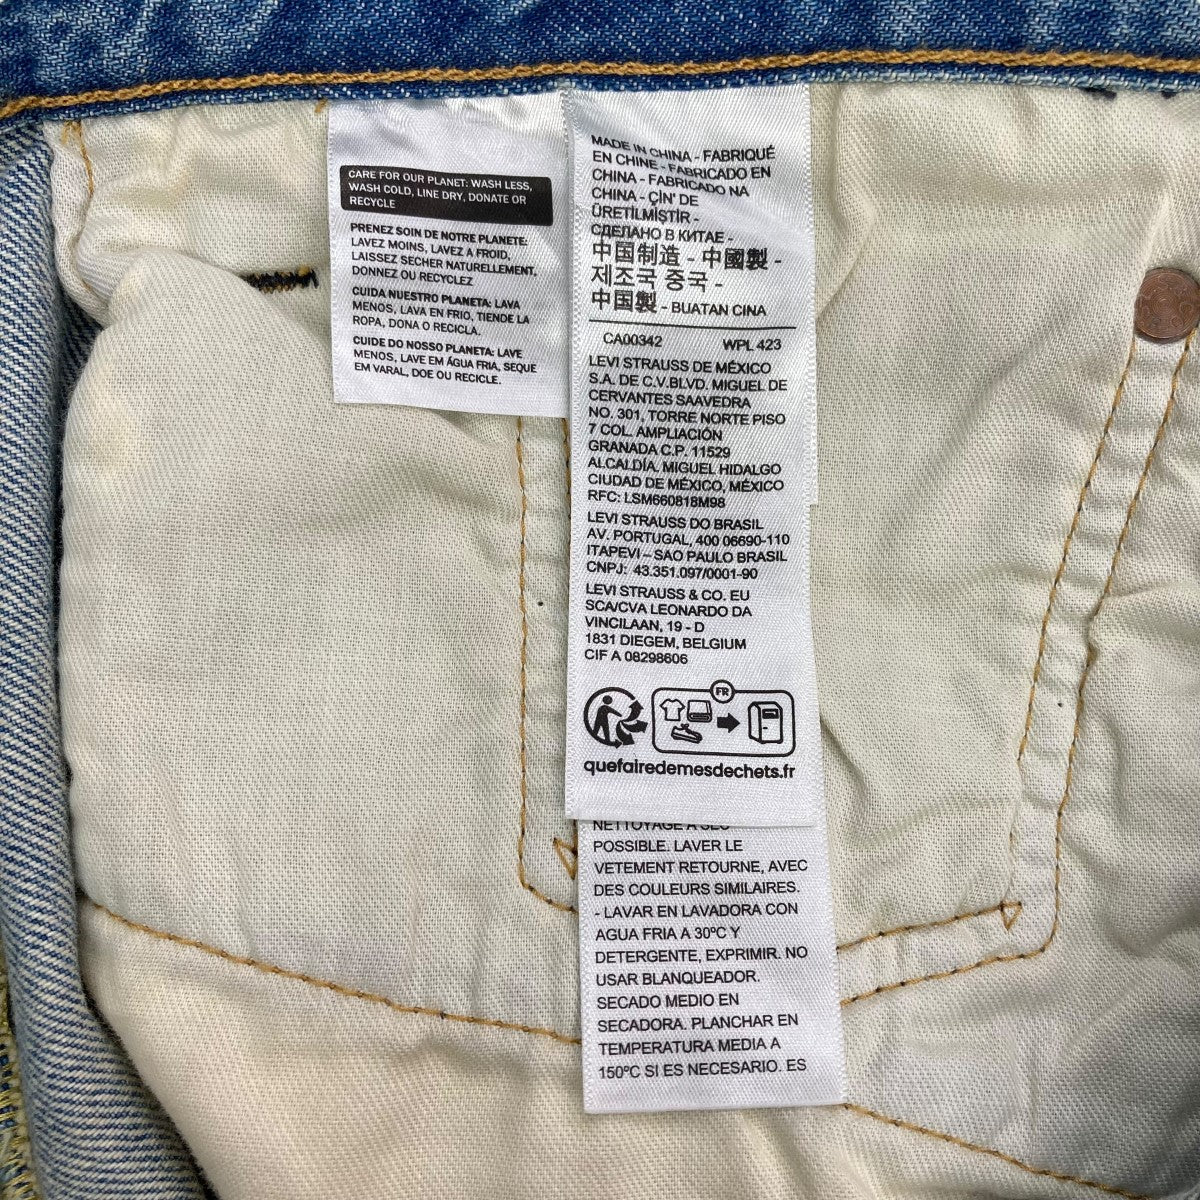 CARE FOR OUR PLANET: WASH LESS,
WASH COLD, LINE DRY, DONATE OR
RECYCLE
PRENEZ SOIN DE NOTRE PLANETE:
LAVEZ MOINS, LAVEZ A FROID,
LAISSEZ SECHER NATURELLEMENT,
DONNEZ OU RECYCLEZ
CUIDA NUESTRO PLANETA: LAVA
MENOS, LAVA EN FRIO, TIENDE LA
ROPA, DONA O RECICLA.
CUIDE DO NOSSO PLANETA: LAVE
MENOS, LAVE EM ÁGUA FRIA, SEQUE
EM VARAL, DOE OU RECICLE.
MADE IN CHINA - FABRIQUÉ
EN CHINE - FABRICADO EN
CHINA - FABRICADO NA
CHINA - ÇİN' DE
ÜRETİLMİŞTİR -
СДЕЛАНО В КИТАЕ -
中国制造 - 中國製 -
제조국 중국 -
中国製 - BUATAN CINA
CA00342 WPL 423
LEVI STRAUSS DE MÉXICO
S.A. DE C.V.BLVD. MIGUEL DE
CERVANTES SAAVEDRA
NO. 301, TORRE NORTE PISO
7 COL. AMPLIACIÓN
GRANADA C.P. 11529
ALCALDÍA. MIGUEL HIDALGO
CIUDAD DE MÉXICO, MÉXICO
RFC: LSM660818M98
LEVI STRAUSS DO BRASIL
AV. PORTUGAL, 400 06690-110
ITAPEVI – SAO PAULO BRASIL
CNPJ: 43.351.097/0001-90
LEVI STRAUSS & CO. EU
SCA/CVA LEONARDO DA
VINCILAAN, 19 - D
1831 DIEGEM, BELGIUM
CIF A 08298606
FR
quefairedemesdechets.fr
NETTOYAGE A SEC
POSSIBLE. LAVER LE
VETEMENT RETOURNE, AVEC
DES COULEURS SIMILAIRES.
- LAVAR EN LAVADORA CON
AGUA FRIA A 30ºC Y
DETERGENTE, EXPRIMIR. NO
USAR BLANQUEADOR.
SECADO MEDIO EN
SECADORA. PLANCHAR EN
TEMPERATURA MEDIA A
150ºC SI ES NECESARIO. ES